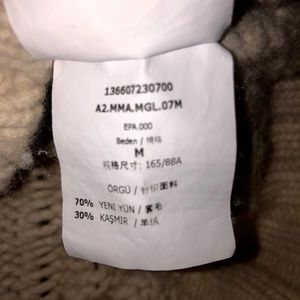 136607230700
A2.MMA.MGL.07M
EPA.000
Beden / 规格
M
规格尺寸: 165/88A
ÖRGÜ / 针织面料
70% YENİ YÜN / 羔毛
30% KAŞMİR / 羊绒